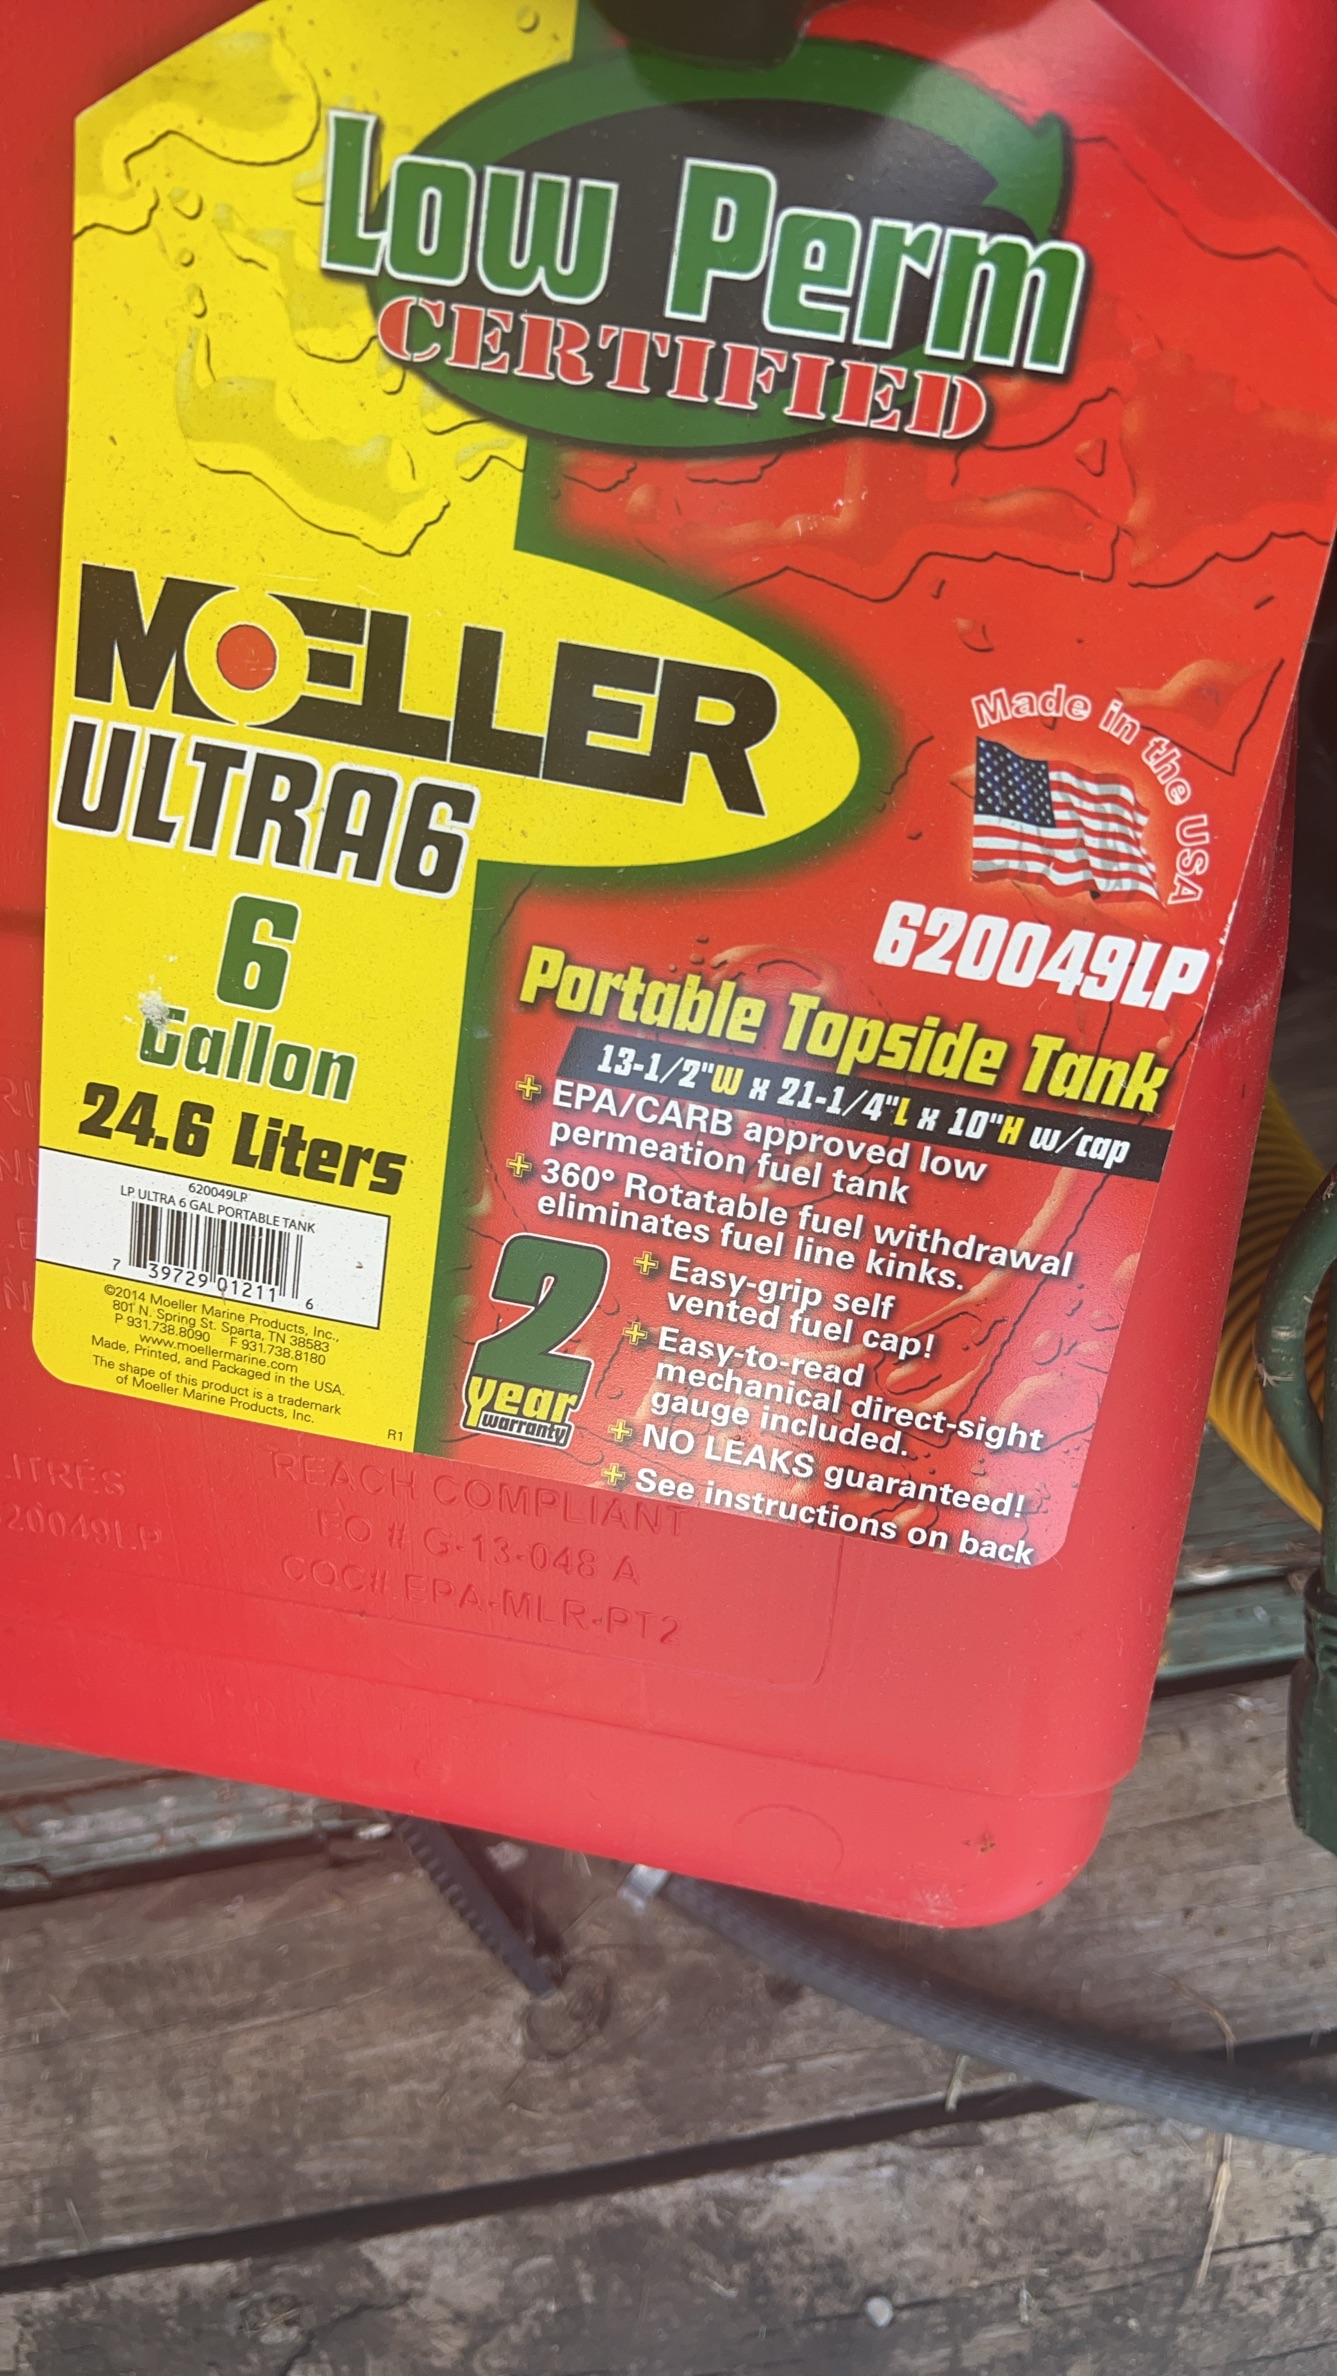 Low Perm
CERTIFIED
MOELLER
ULTRA6
6
Gallon
24.6 Liters
620049LP
LP ULTRA 6 GAL PORTABLE TANK
7 39729 01211 6
©2014 Moeller Marine Products, Inc.,
801 N. Spring St. Sparta, TN 38583
P 931.738.8090 F 931.738.8180
www.moellermarine.com
Made, Printed, and Packaged in the USA.
The shape of this product is a trademark
of Moeller Marine Products, Inc.
R1
Made in the USA
620049LP
Portable Topside Tank
13-1/2"W x 21-1/4"L x 10"H w/cap
+ EPA/CARB approved low
permeation fuel tank
+ 360° Rotatable fuel withdrawal
eliminates fuel line kinks.
2
year
warranty
+ Easy-grip self
vented fuel cap!
+ Easy-to-read
mechanical direct-sight
gauge included.
+ NO LEAKS guaranteed!
+ See instructions on back
REACH COMPLIANT
EO # G-13-048 A
COC# EPA-MLR-PT2
ITRES
20049LP